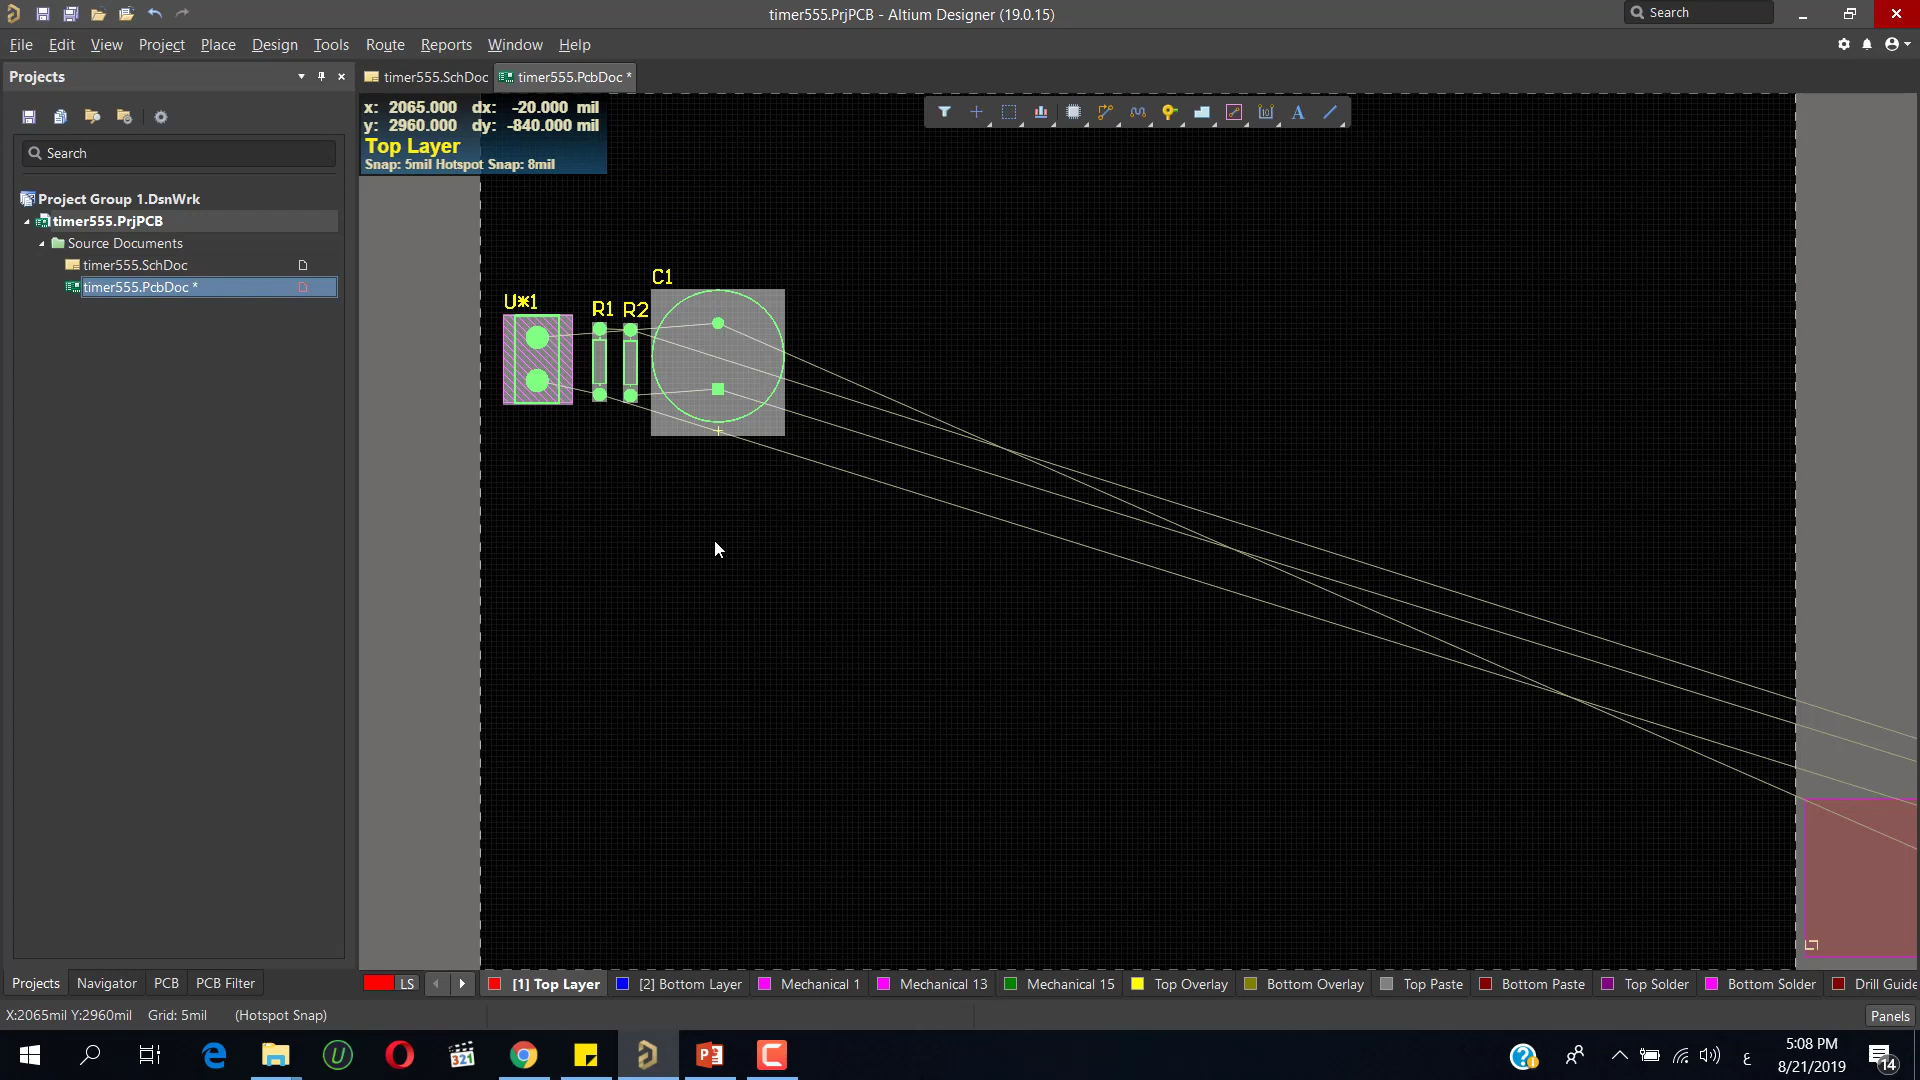 timer555.PrjPCB - Altium Designer (19.0.15)
Search
File Edit View Project Place Design Tools Route Reports Window Help
Projects
timer555.SchDoc
timer555.PcbDoc *
x: 2065.000 dx: -20.000 mil
y: 2960.000 dy: -840.000 mil
Top Layer
Snap: 5mil Hotspot Snap: 8mil
Search
Project Group 1.DsnWrk
timer555.PrjPCB
Source Documents
timer555.SchDoc
timer555.PcbDoc *
C1
U*1
R1 R2
Projects Navigator PCB PCB Filter
LS
[1] Top Layer
[2] Bottom Layer
Mechanical 1
Mechanical 13
Mechanical 15
Top Overlay
Bottom Overlay
Top Paste
Bottom Paste
Top Solder
Bottom Solder
Drill Guide
X:2065mil Y:2960mil Grid: 5mil (Hotspot Snap)
Panels
321
ع
5:08 PM
8/21/2019
14